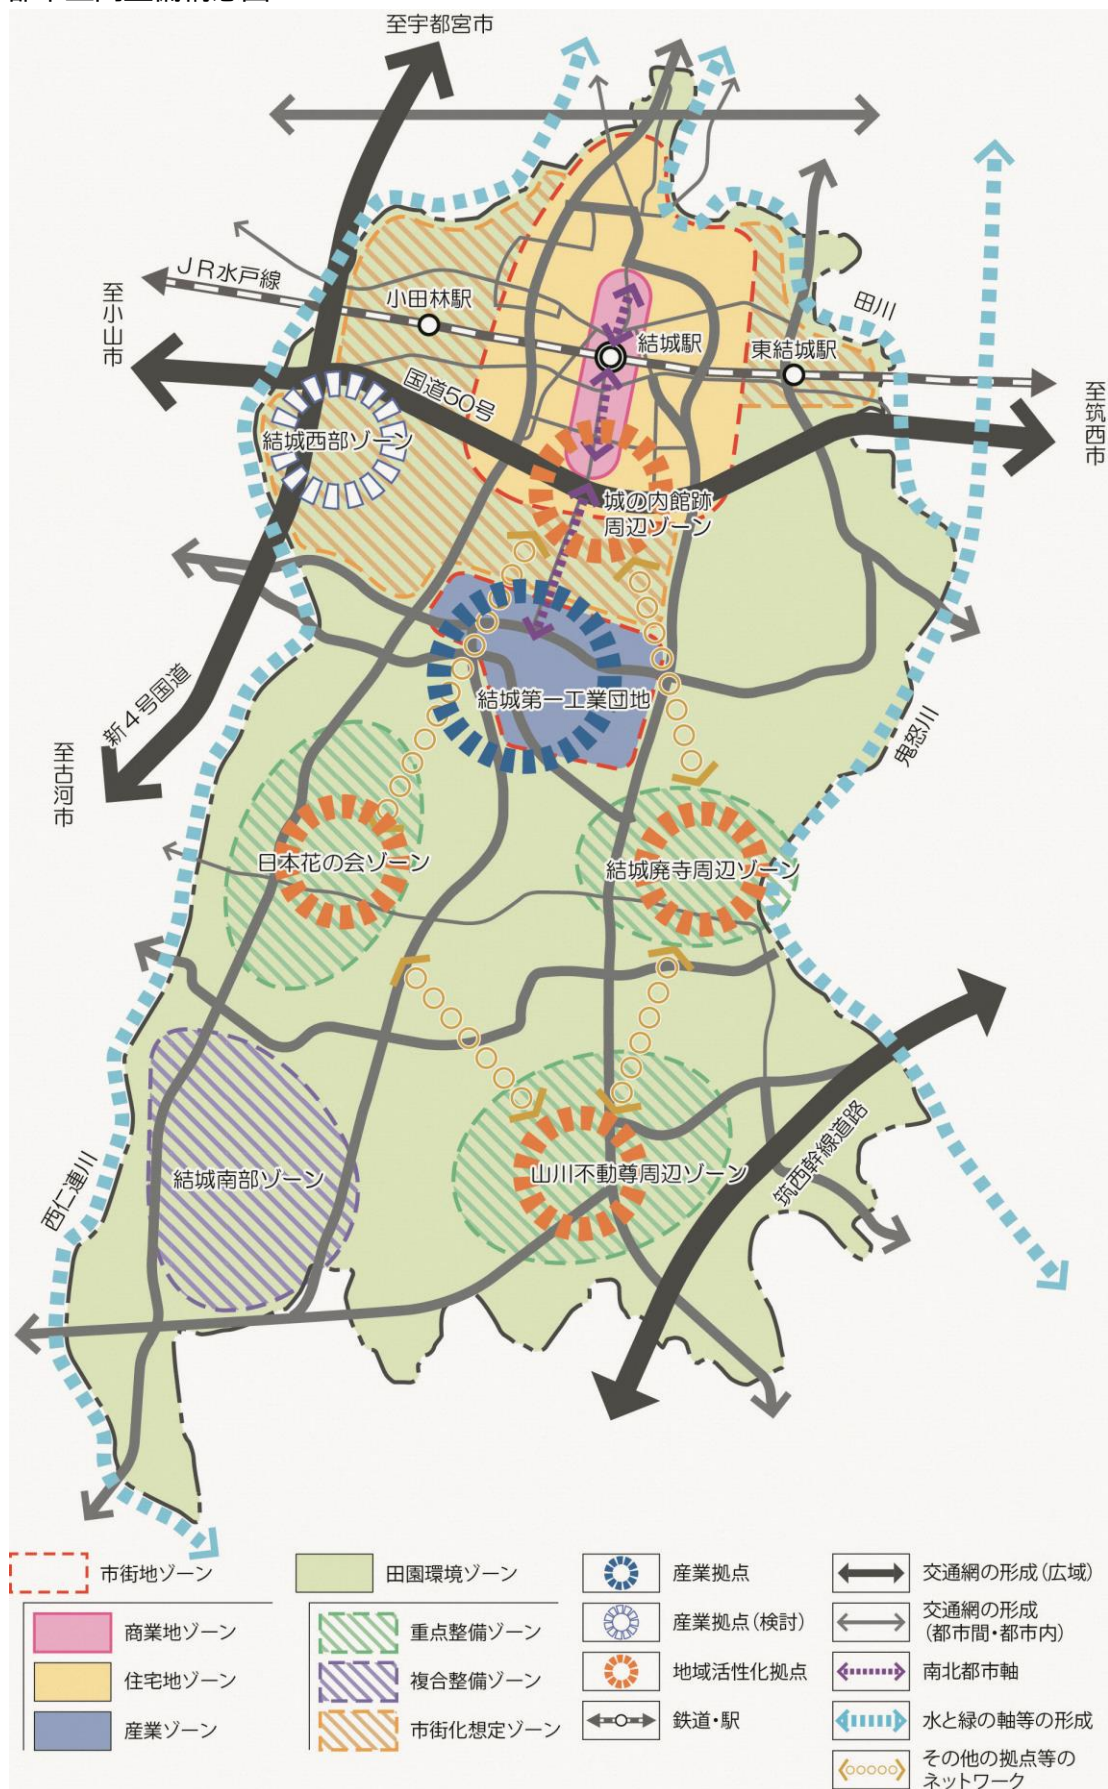 至宇都宮市
JR水戸線
小田林駅
結城駅
東結城駅
田川
至小山市
国道50号
至筑西市
結城西部ゾーン
城の内館跡
周辺ゾーン
結城第一工業団地
新4号国道
鬼怒川
至古河市
日本花の会ゾーン
結城廃寺周辺ゾーン
結城南部ゾーン
山川不動尊周辺ゾーン
筑西幹線道路
西仁連川
市街地ゾーン
商業地ゾーン
住宅地ゾーン
産業ゾーン
田園環境ゾーン
重点整備ゾーン
複合整備ゾーン
市街化想定ゾーン
産業拠点
産業拠点(検討)
地域活性化拠点
鉄道・駅
交通網の形成(広域)
交通網の形成
(都市間・都市内)
南北都市軸
水と緑の軸等の形成
その他の拠点等の
ネットワーク